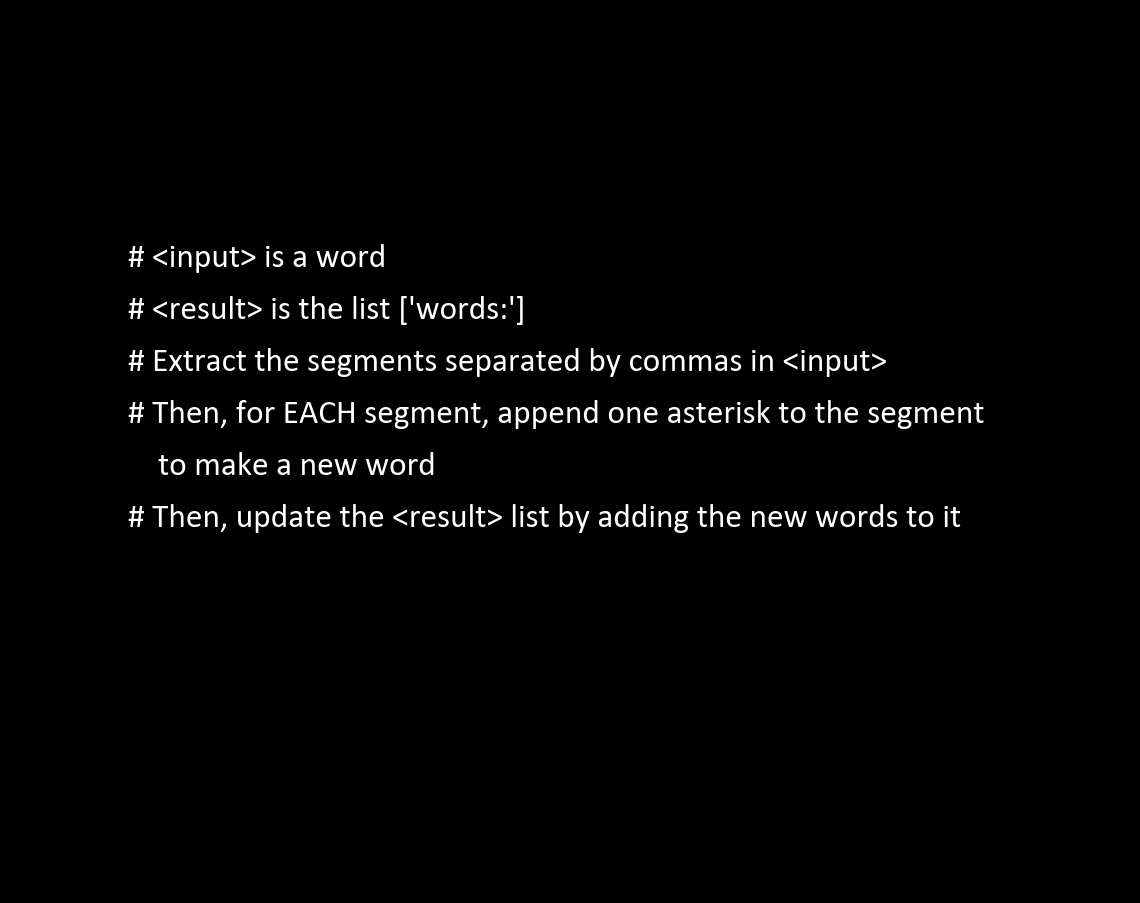 # <input> is a word
# <result> is the list ['words:']
# Extract the segments separated by commas in <input>
# Then, for EACH segment, append one asterisk to the segment
to make a new word
# Then, update the <result> list by adding the new words to it